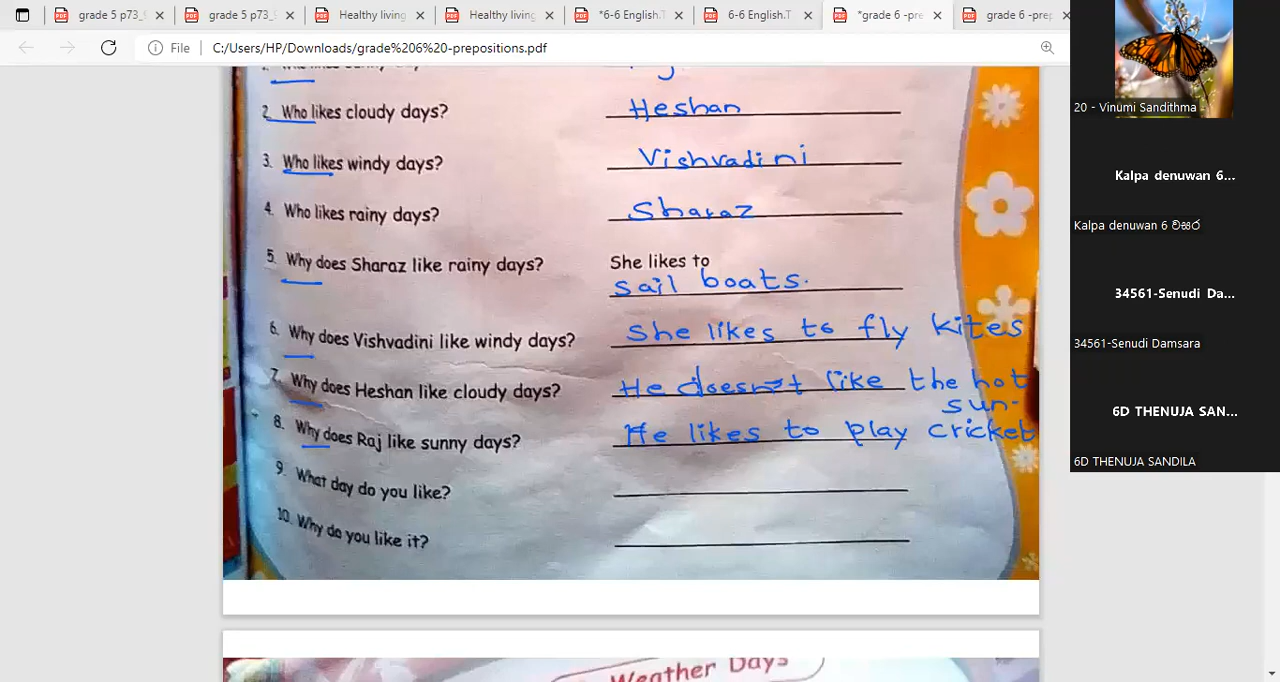 grade 5 p73_
grade 5 p73_
Healthy living
Healthy living
*6-6 English.T
6-6 English.T
*grade 6 -pre
grade 6 -prep
File C:/Users/HP/Downloads/grade%206%20-prepositions.pdf
2. Who likes cloudy days? Heshan
3. Who likes windy days? Vishvadini
4. Who likes rainy days? Sharaz
5. Why does Sharaz like rainy days? She likes to
sail boats.
6. Why does Vishvadini like windy days? She likes to fly kites
7. Why does Heshan like cloudy days? He doesn't like the hot
sun.
8. Why does Raj like sunny days? He likes to play cricket
9. What day do you like?
10. Why do you like it?
Weather Days
20 - Vinumi Sandithma
Kalpa denuwan 6...
Kalpa denuwan 6 විසර
34561-Senudi Da...
34561-Senudi Damsara
6D THENUJA SAN...
6D THENUJA SANDILA